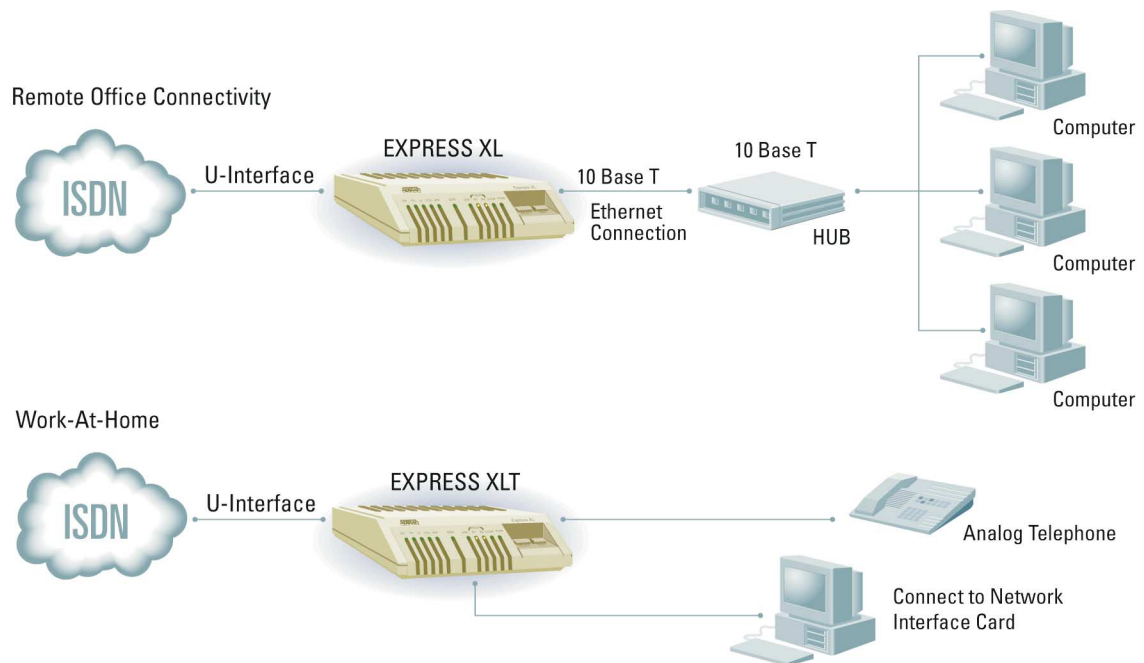 Remote Office Connectivity
ISDN
U-Interface
EXPRESS XL
10 Base T
Ethernet
Connection
10 Base T
HUB
Computer
Computer
Computer
Work-At-Home
ISDN
U-Interface
EXPRESS XLT
Analog Telephone
Connect to Network
Interface Card